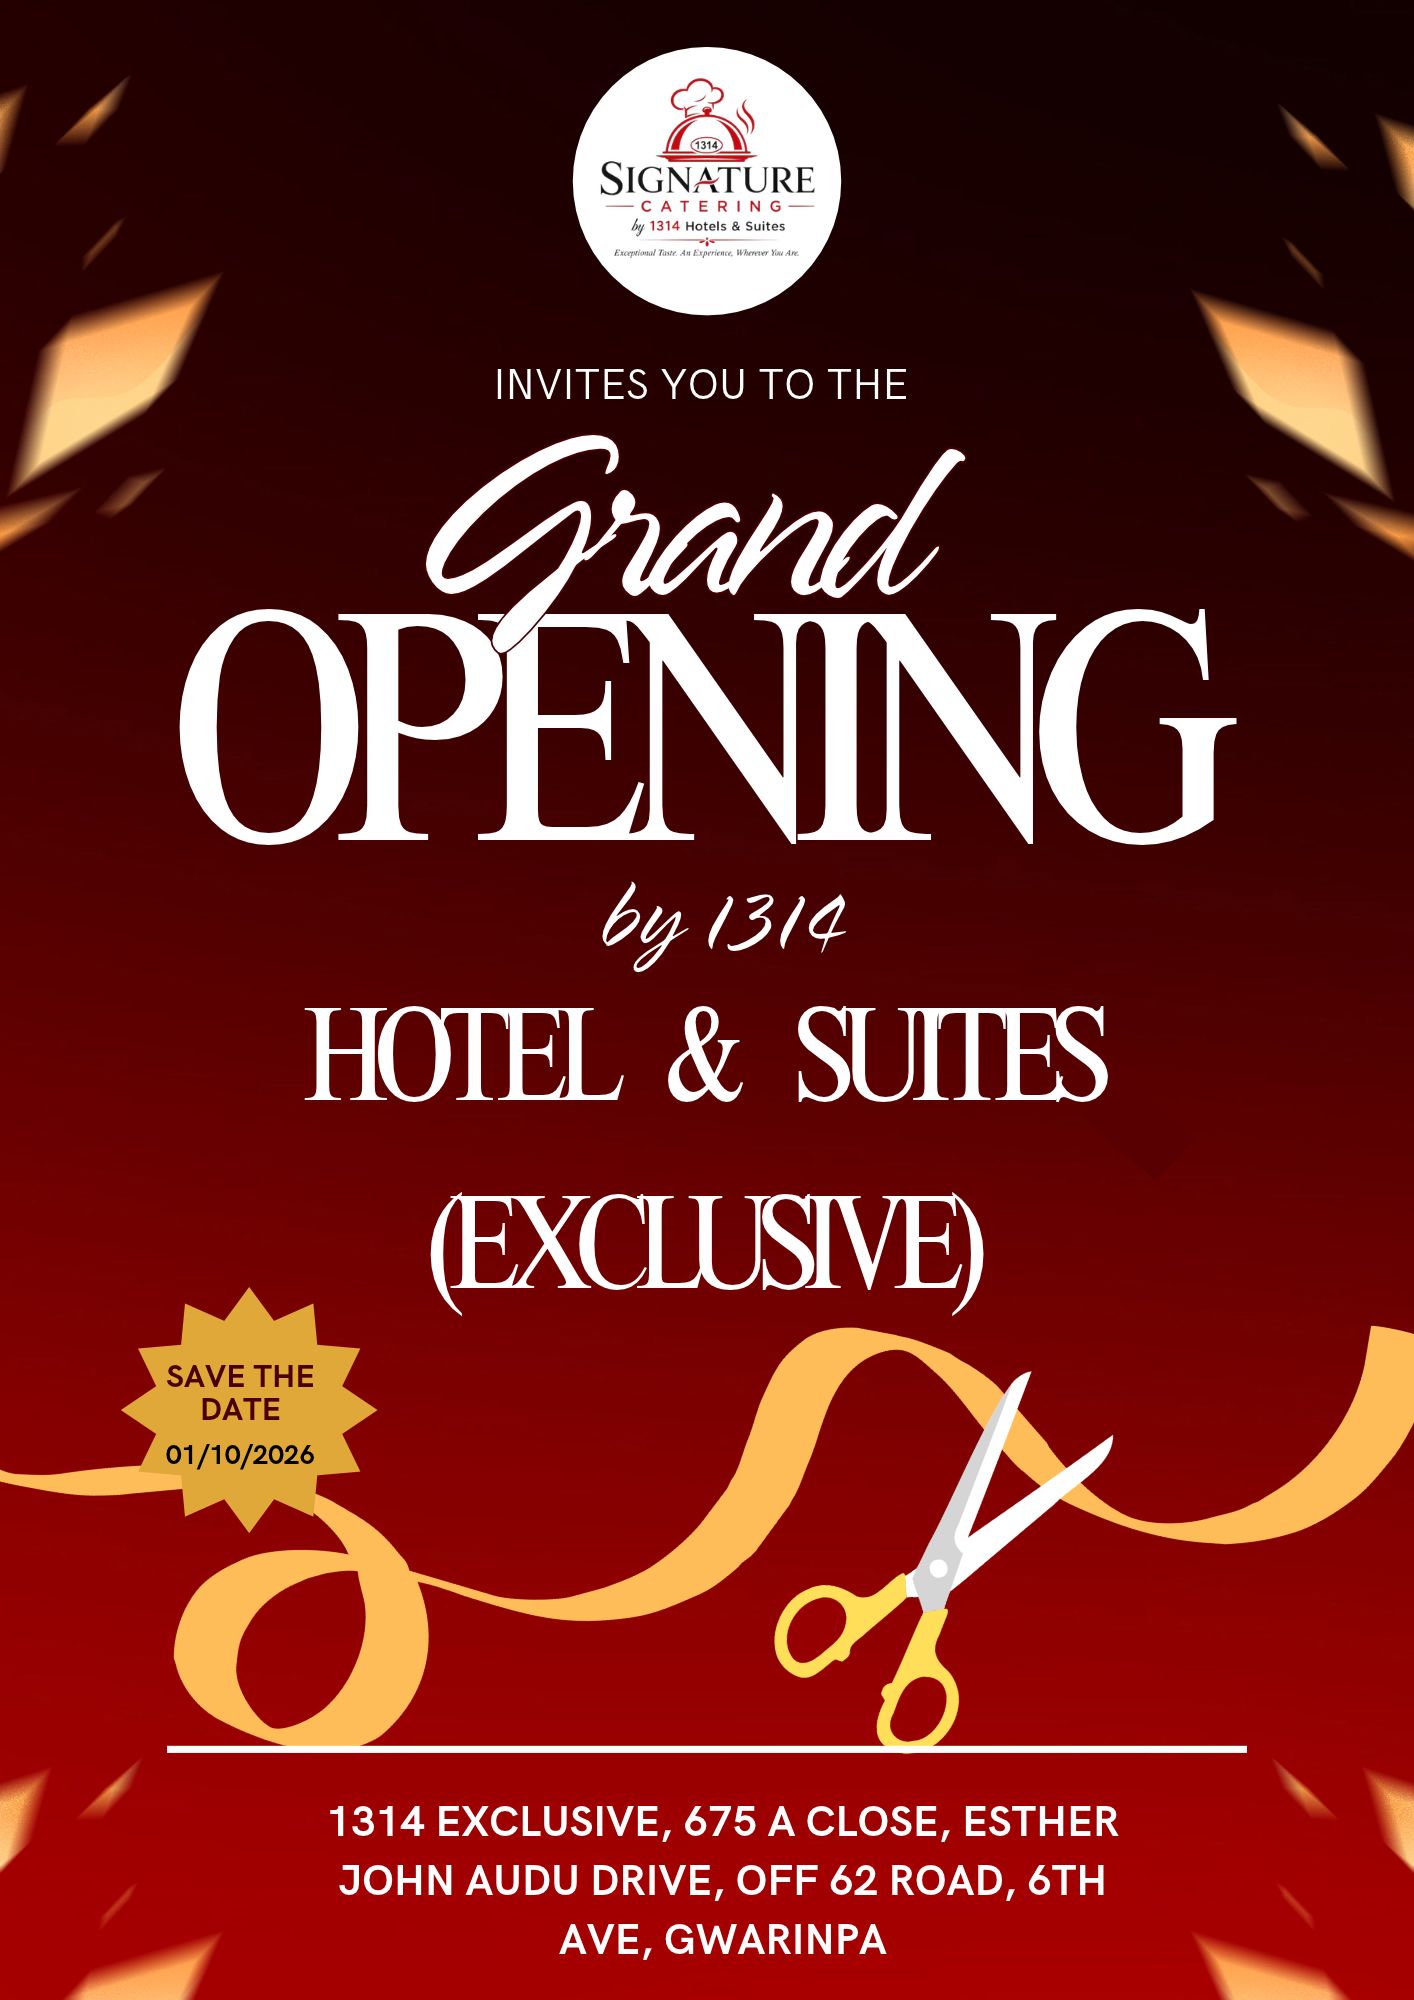 1314
SIGNATURE
CATERING
by 1314 Hotels & Suites
Exceptional Taste. An Experience, Wherever You Are.
INVITES YOU TO THE
Grand
OPENING
by 1314
HOTEL & SUITES
(EXCLUSIVE)
SAVE THE
DATE
01/10/2026
1314 EXCLUSIVE, 675 A CLOSE, ESTHER
JOHN AUDU DRIVE, OFF 62 ROAD, 6TH
AVE, GWARINPA